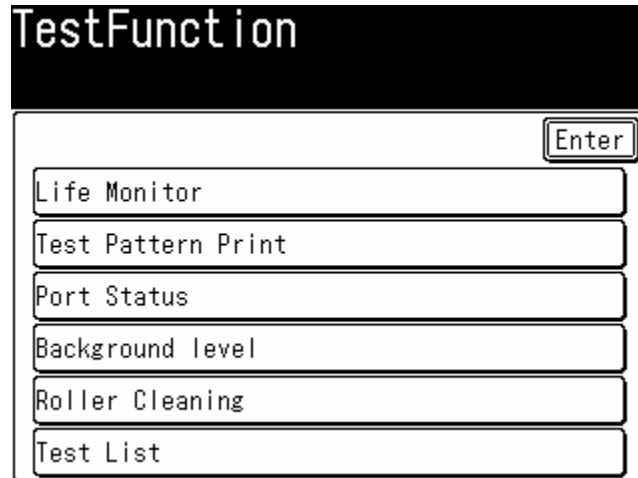 TestFunction
Enter
Life Monitor
Test Pattern Print
Port Status
Background level
Roller Cleaning
Test List